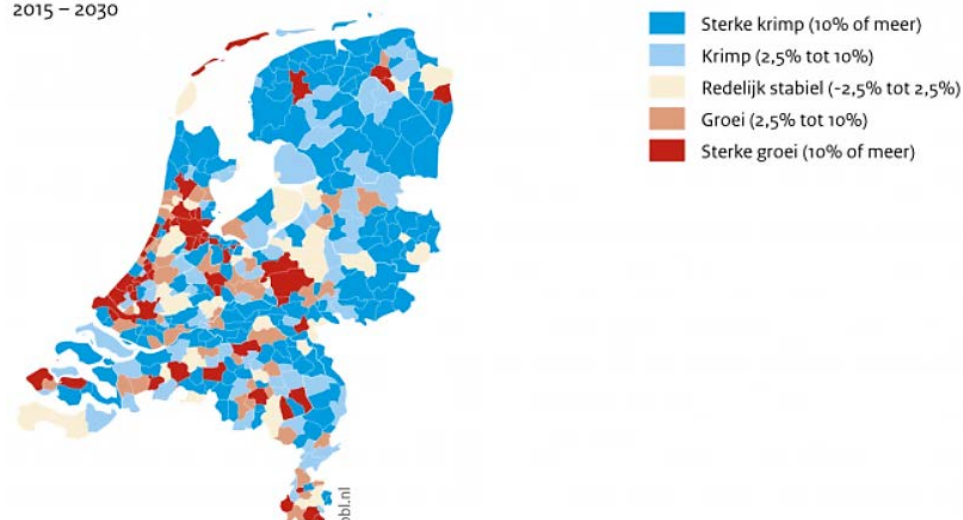 2015 – 2030
Sterke krimp (10% of meer)
Krimp (2,5% tot 10%)
Redelijk stabiel (-2,5% tot 2,5%)
Groei (2,5% tot 10%)
Sterke groei (10% of meer)
pbl.nl